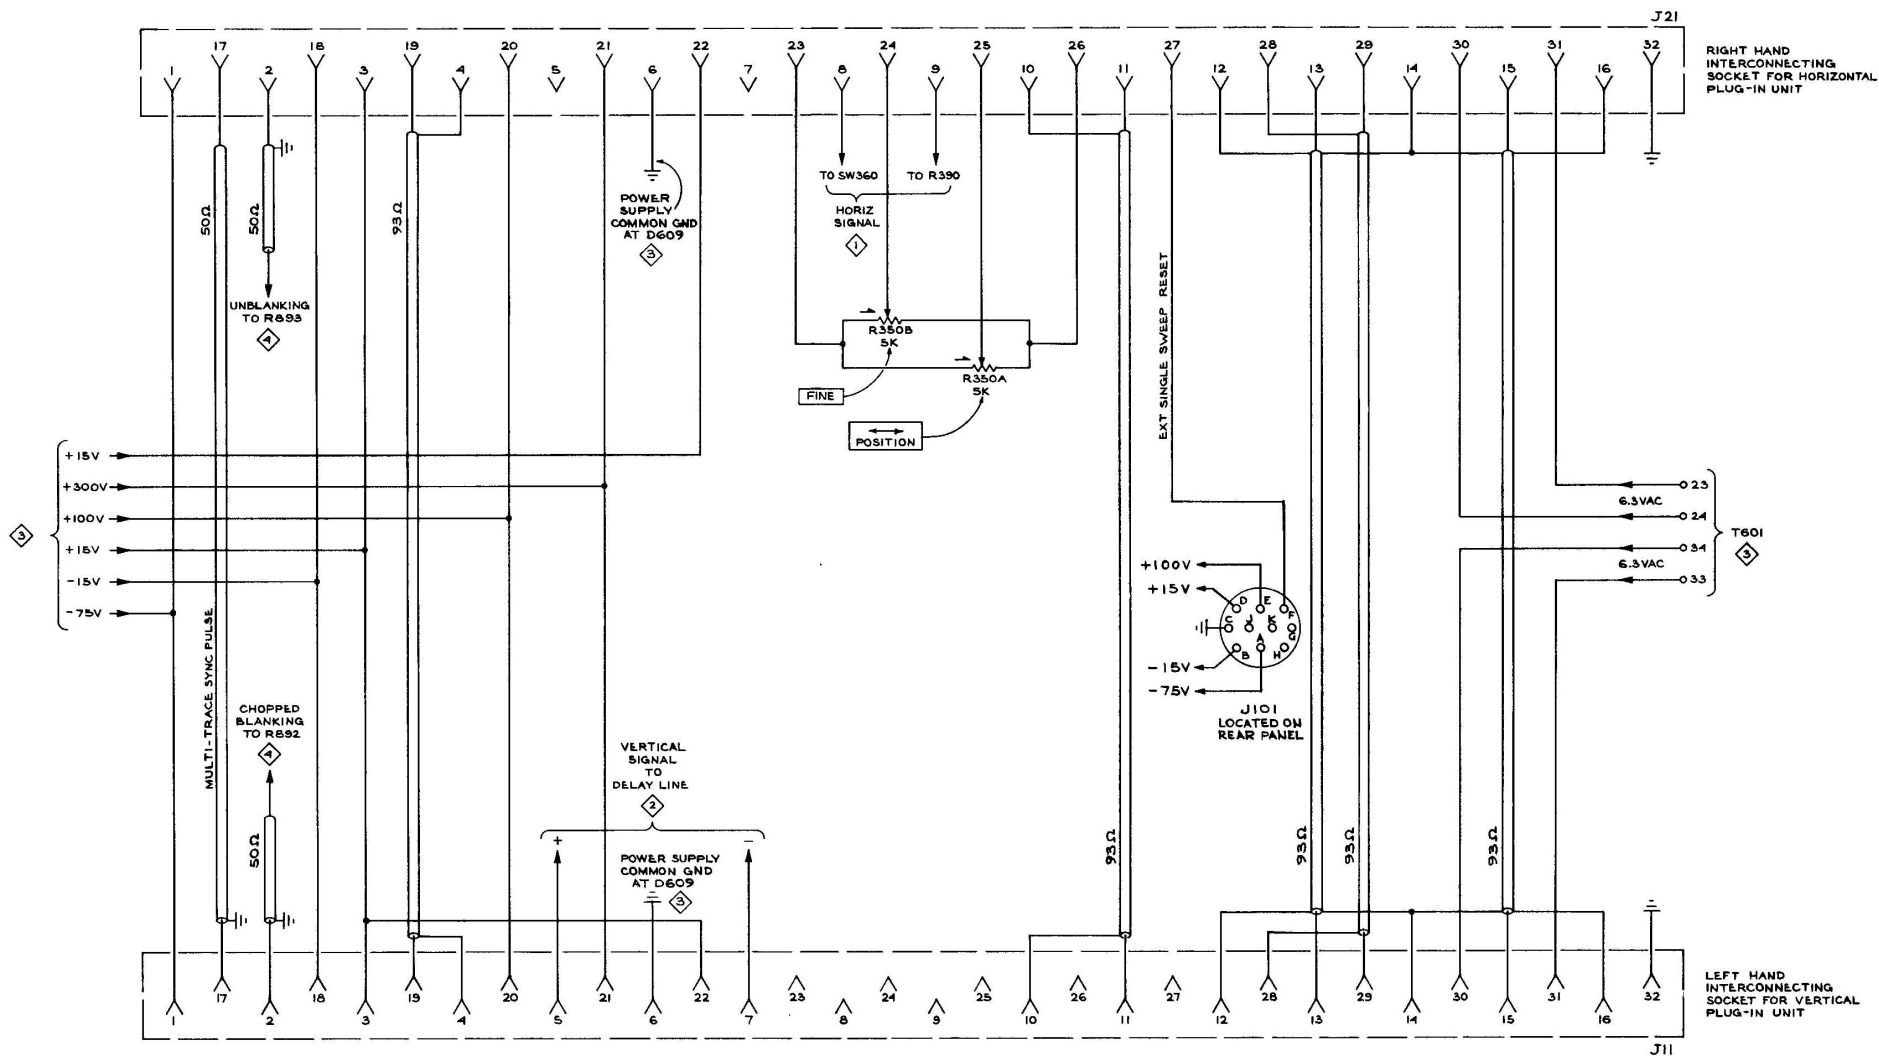 J21
17 18 19 20 21 22 23 24 25 26 27 28 29 30 31 32
1 2 3 4 5 6 7 8 9 10 11 12 13 14 15 16
RIGHT HAND
INTERCONNECTING
SOCKET FOR HORIZONTAL
PLUG-IN UNIT
50Ω
50Ω
93Ω
UNBLANKING
TO R893
4
POWER
SUPPLY
COMMON GND
AT D609
3
TO SW360
TO R390
HORIZ
SIGNAL
1
R350B
5K
R350A
5K
FINE
POSITION
EXT SINGLE SWEEP RESET
3
+15V
+300V
+100V
+15V
-15V
-75V
23
6.3VAC
24
34
6.3VAC
33
T601
3
+100V
+15V
D E F
C J K G
B A H
-15V
-75V
J101
LOCATED ON
REAR PANEL
MULTI-TRACE SYNC PULSE
CHOPPED
BLANKING
TO R892
4
50Ω
VERTICAL
SIGNAL
TO
DELAY LINE
2
+
-
POWER SUPPLY
COMMON GND
AT D609
3
93Ω
93Ω
93Ω
93Ω
17 18 19 20 21 22 23 24 25 26 27 28 29 30 31 32
1 2 3 4 5 6 7 8 9 10 11 12 13 14 15 16
LEFT HAND
INTERCONNECTING
SOCKET FOR VERTICAL
PLUG-IN UNIT
J11